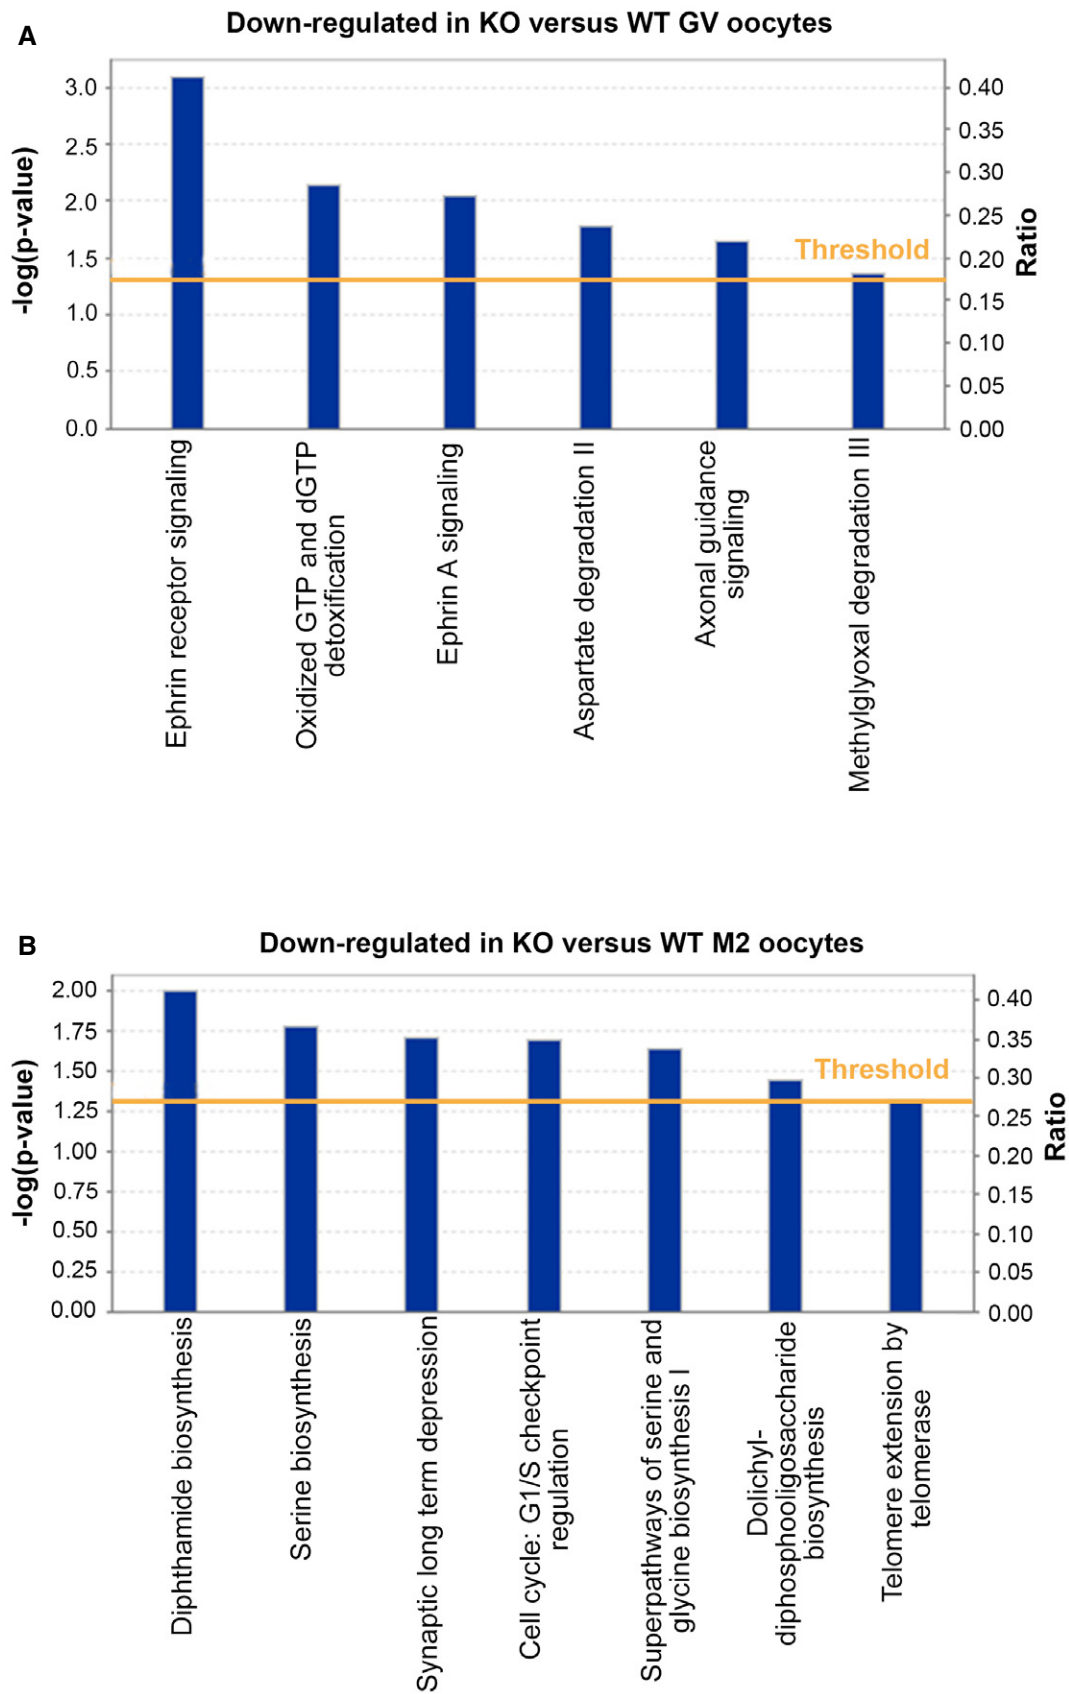 A
Down-regulated in KO versus WT GV oocytes
-log(p-value)
3.0
2.5
2.0
1.5
1.0
0.5
0.0
Threshold
0.40
0.35
0.30
0.25
0.20
0.15
0.10
0.05
0.00
Ratio
Ephrin receptor signaling
Oxidized GTP and dGTP
detoxification
Ephrin A signaling
Aspartate degradation II
Axonal guidance
signaling
Methylglyoxal degradation III
B
Down-regulated in KO versus WT M2 oocytes
-log(p-value)
2.00
1.75
1.50
1.25
1.00
0.75
0.50
0.25
0.00
Threshold
0.40
0.35
0.30
0.25
0.20
0.15
0.10
0.05
0.00
Ratio
Diphthamide biosynthesis
Serine biosynthesis
Synaptic long term depression
Cell cycle: G1/S checkpoint
regulation
Superpathways of serine and
glycine biosynthesis I
Dolichyl-
diphosphooligosaccharide
biosynthesis
Telomere extension by
telomerase